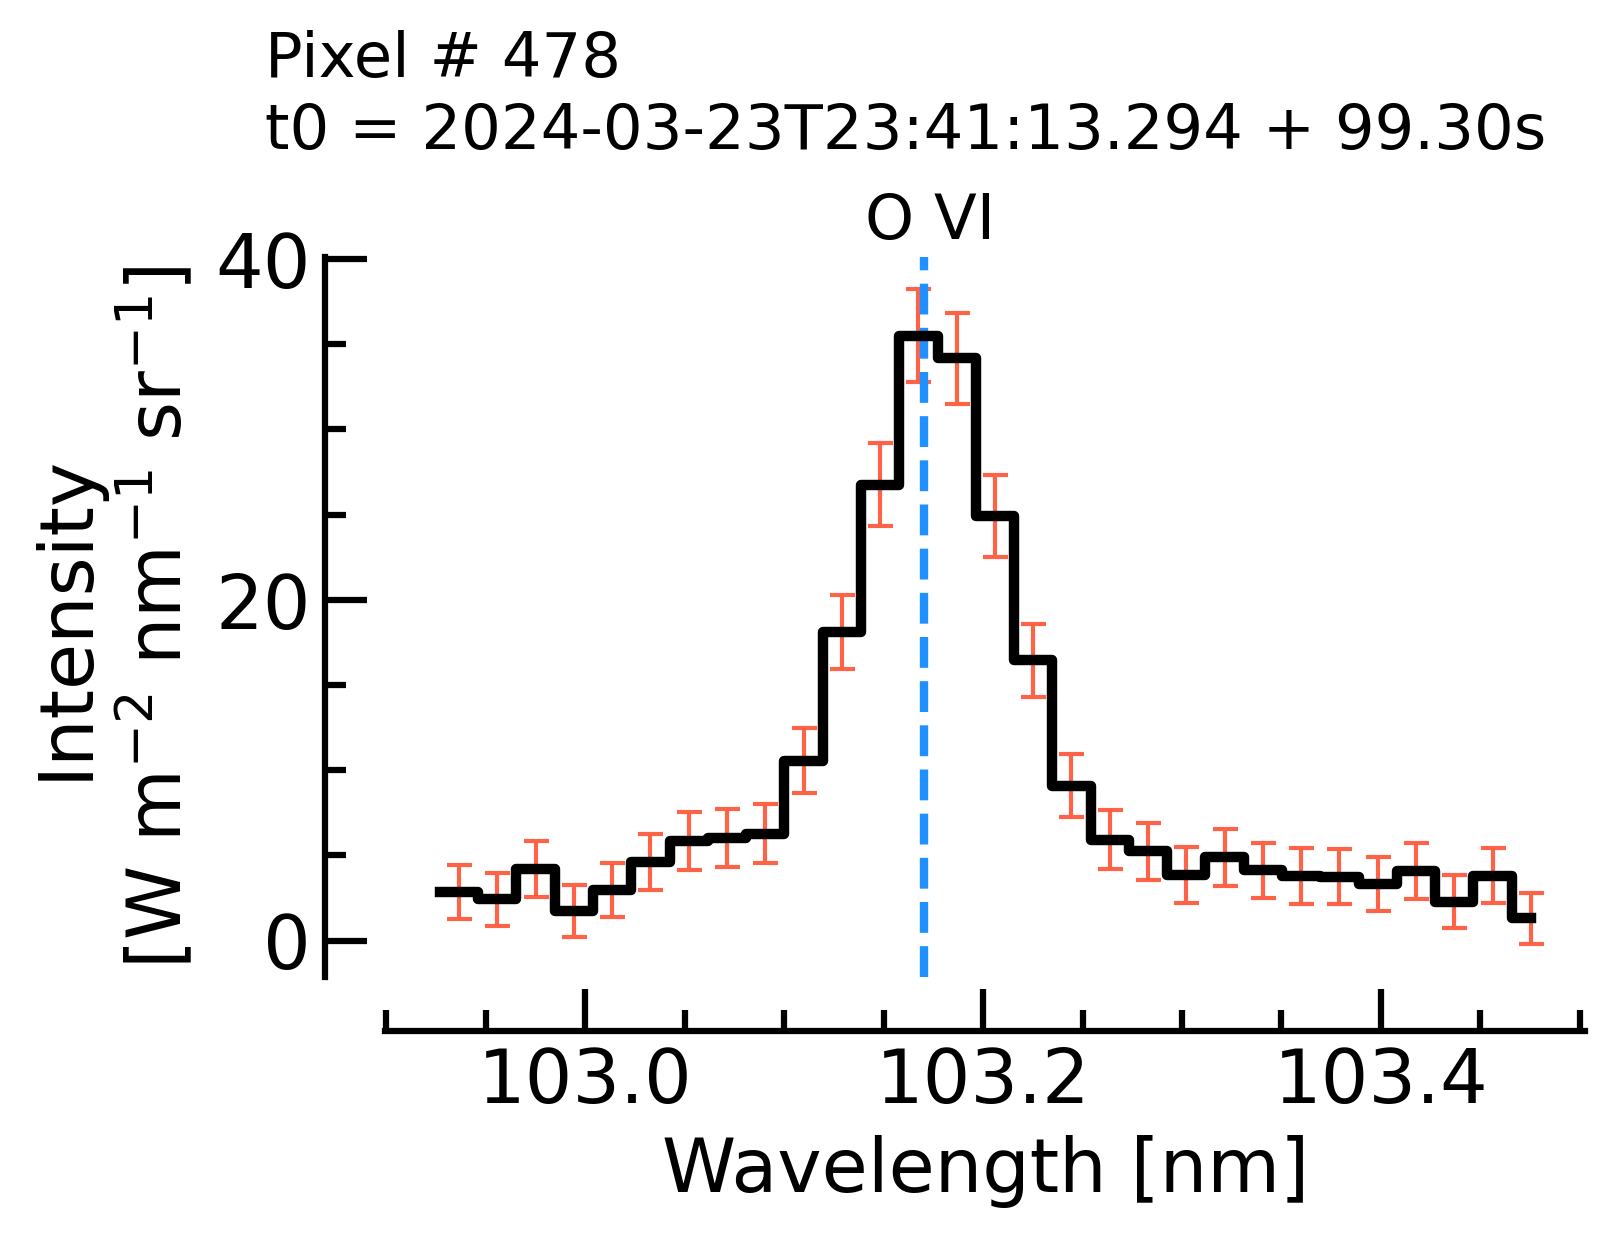 Pixel # 478
t0 = 2024-03-23T23:41:13.294 + 99.30s
O VI
40
20
0
Intensity
[W m⁻² nm⁻¹ sr⁻¹]
103.0 103.2 103.4
Wavelength [nm]